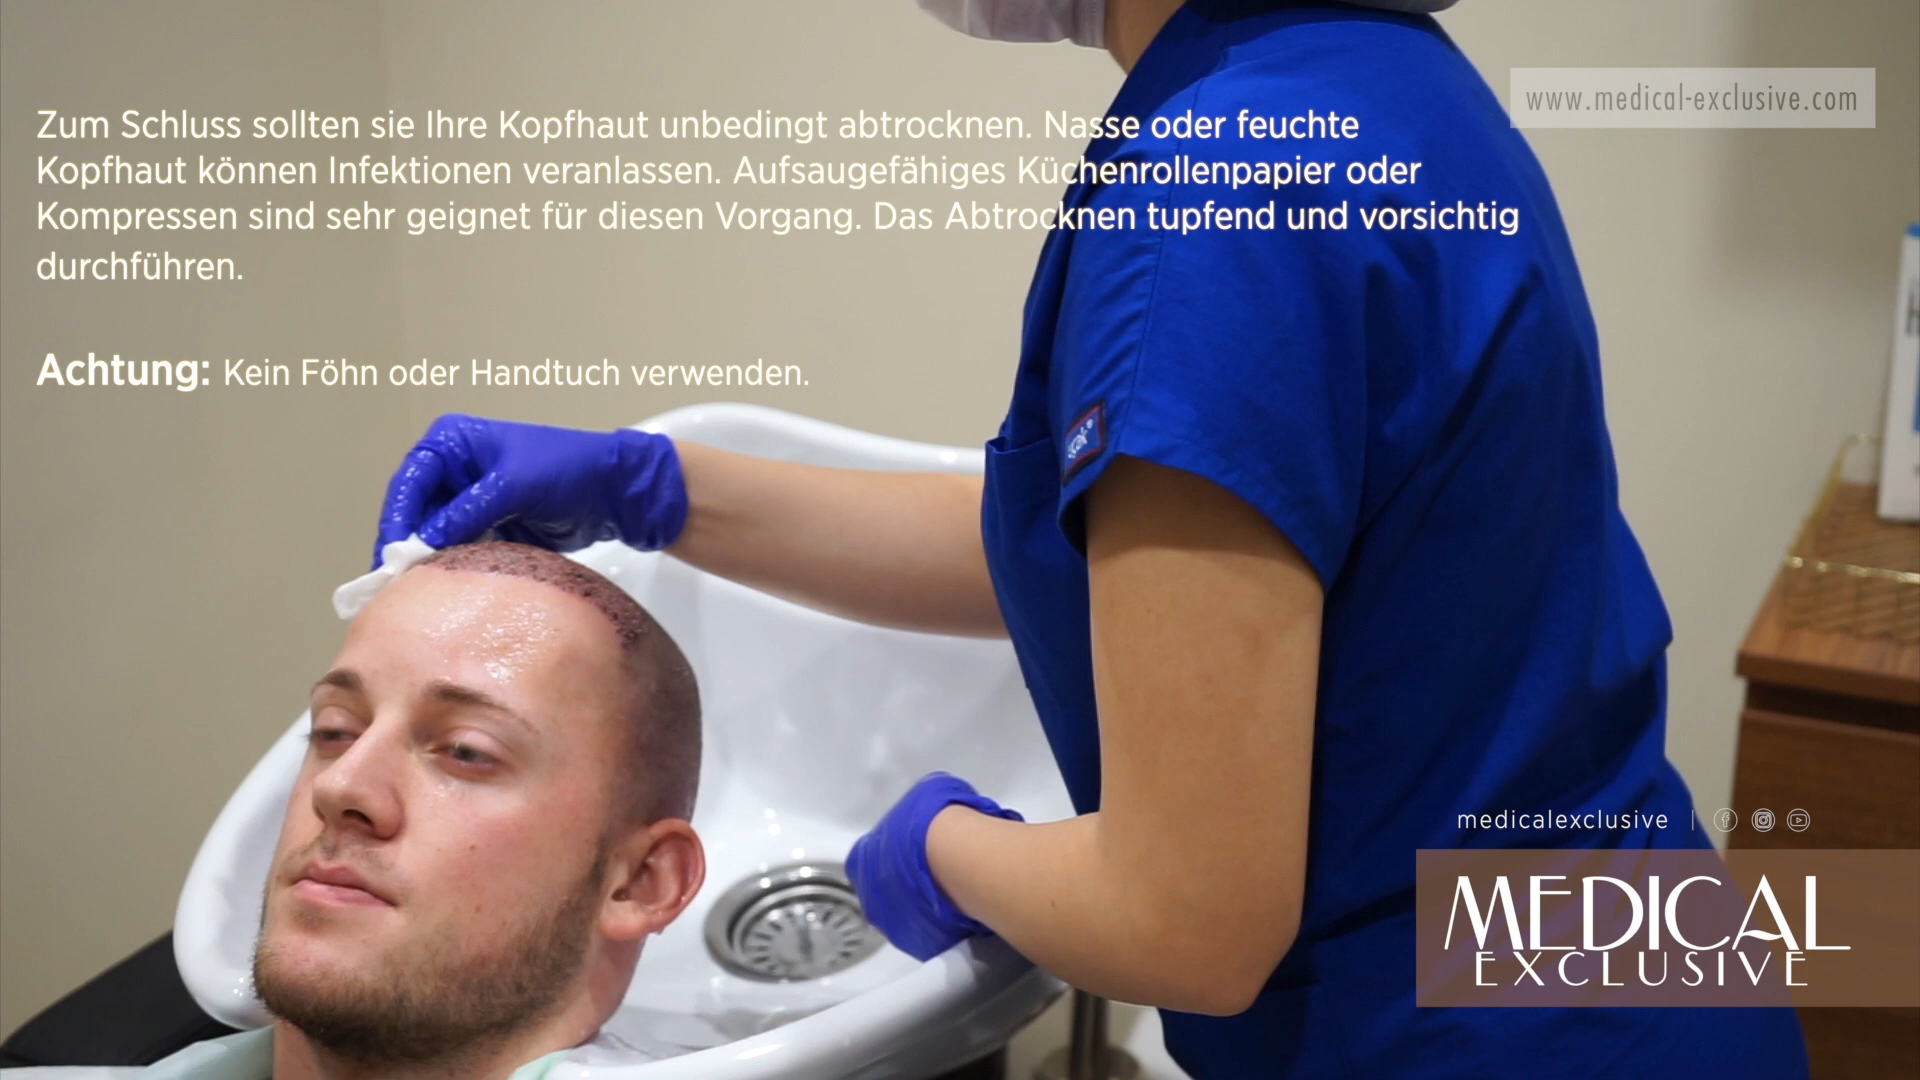 www.medical-exclusive.com
Zum Schluss sollten sie Ihre Kopfhaut unbedingt abtrocknen. Nasse oder feuchte
Kopfhaut können Infektionen veranlassen. Aufsaugefähiges Küchenrollenpapier oder
Kompressen sind sehr geignet für diesen Vorgang. Das Abtrocknen tupfend und vorsichtig
durchführen.
Achtung: Kein Föhn oder Handtuch verwenden.
medicalexclusive
MEDICAL
EXCLUSIVE